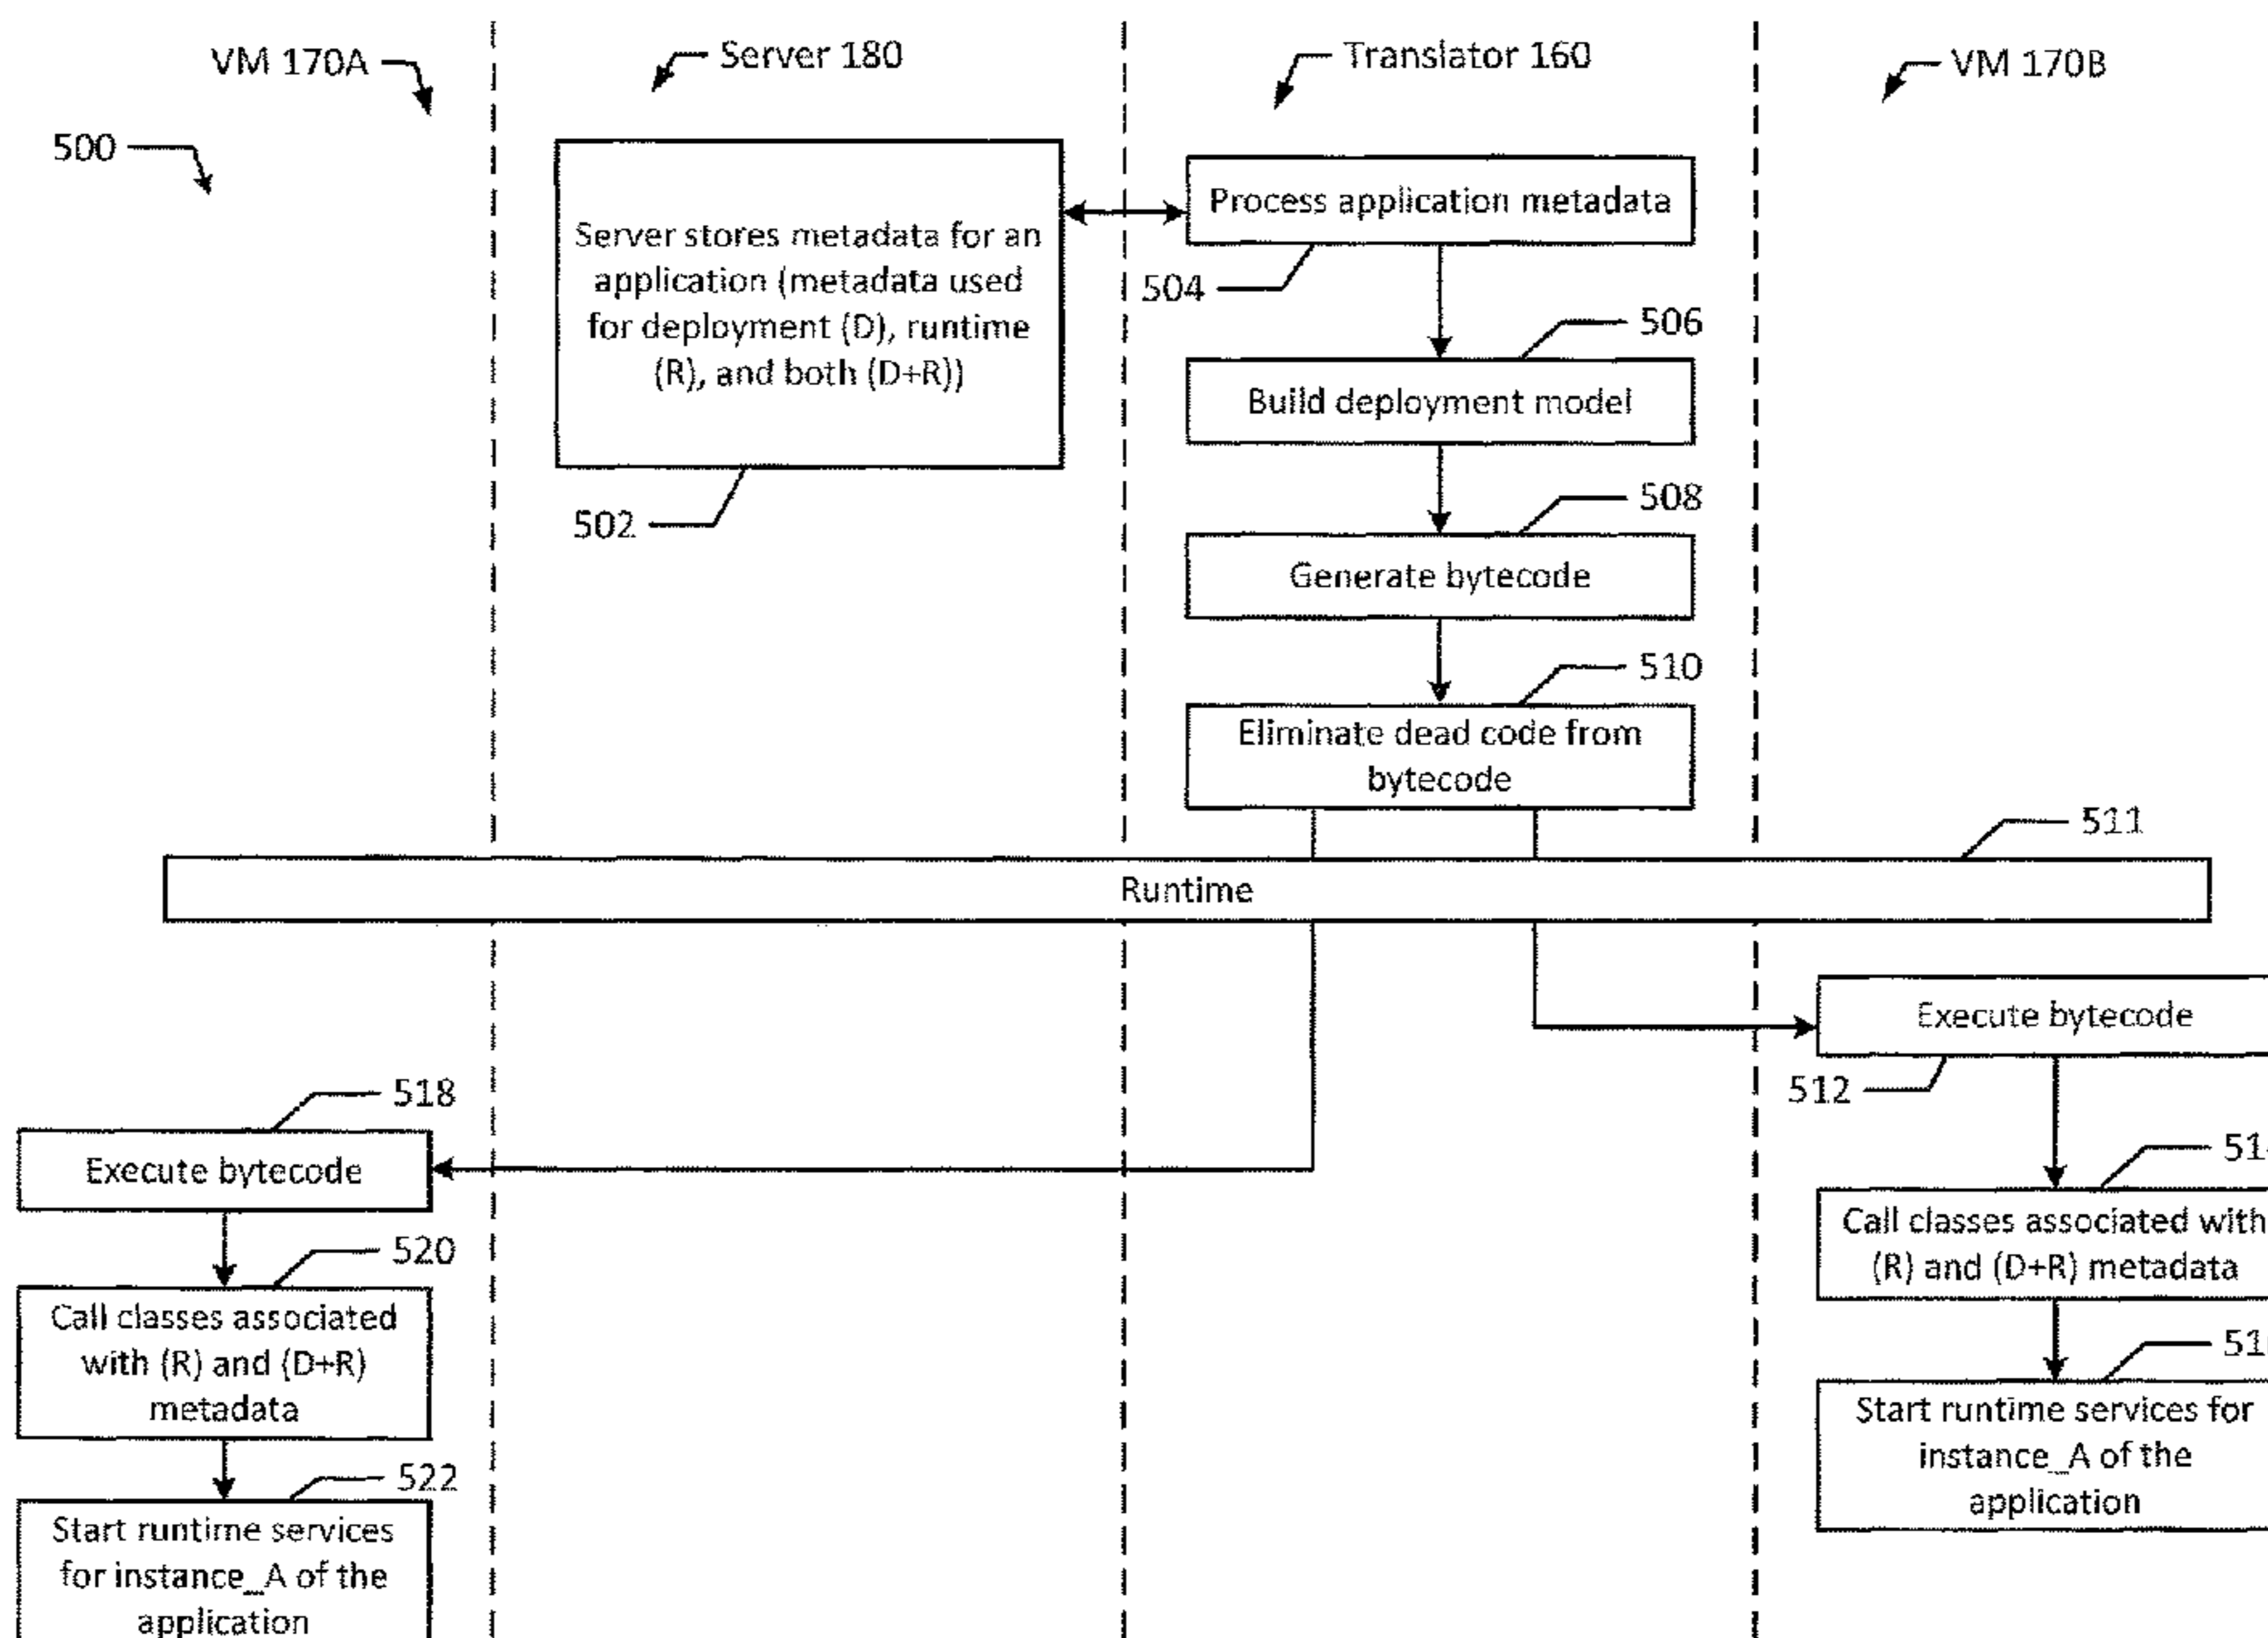 VM 170A
Server 180
Translator 160
VM 170B
500
Server stores metadata for an
application (metadata used
for deployment (D), runtime
(R), and both (D+R))
502
Process application metadata
504
506
Build deployment model
508
Generate bytecode
510
Eliminate dead code from
bytecode
511
Runtime
Execute bytecode
512
Call classes associated with
(R) and (D+R) metadata
Start runtime services for
instance_A of the
application
518
Execute bytecode
520
Call classes associated
with (R) and (D+R)
metadata
522
Start runtime services
for instance_A of the
application